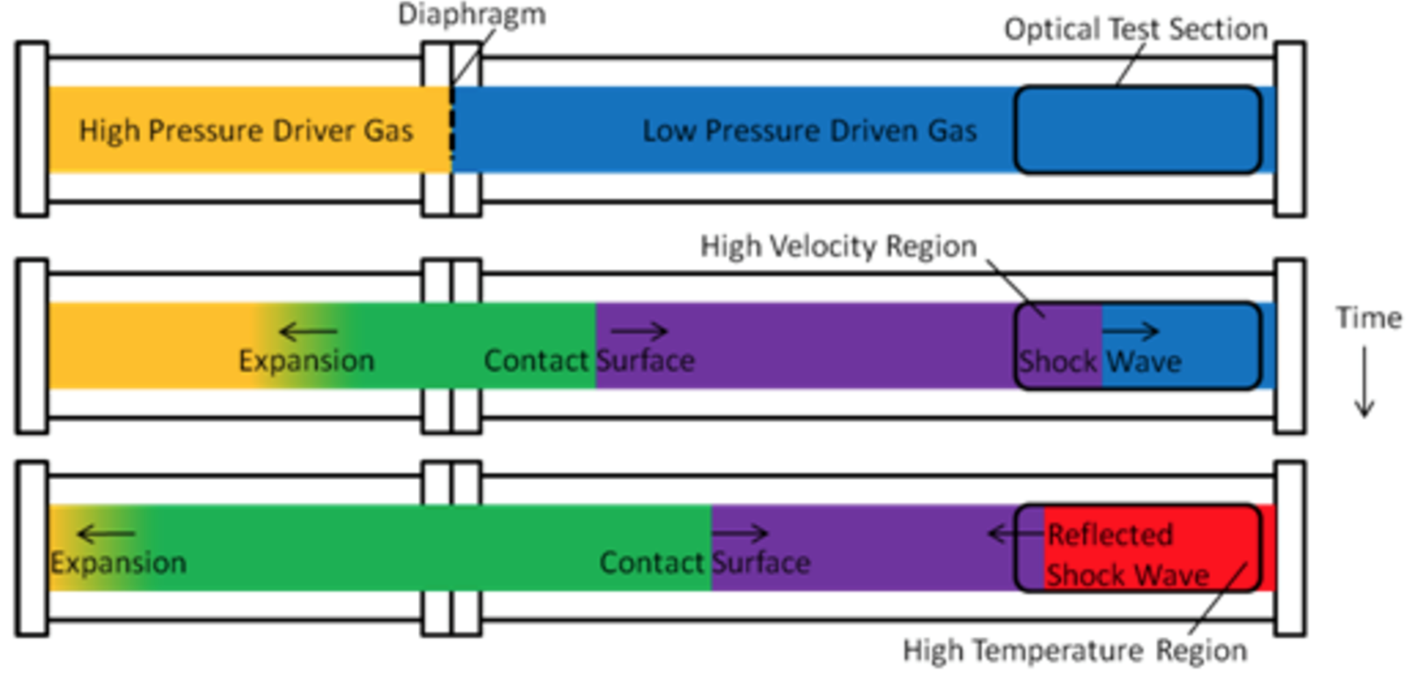 Diaphragm
Optical Test Section
High Pressure Driver Gas
Low Pressure Driven Gas
High Velocity Region
Time
Expansion
Contact Surface
Shock Wave
Reflected
Shock Wave
Expansion
Contact Surface
High Temperature Region